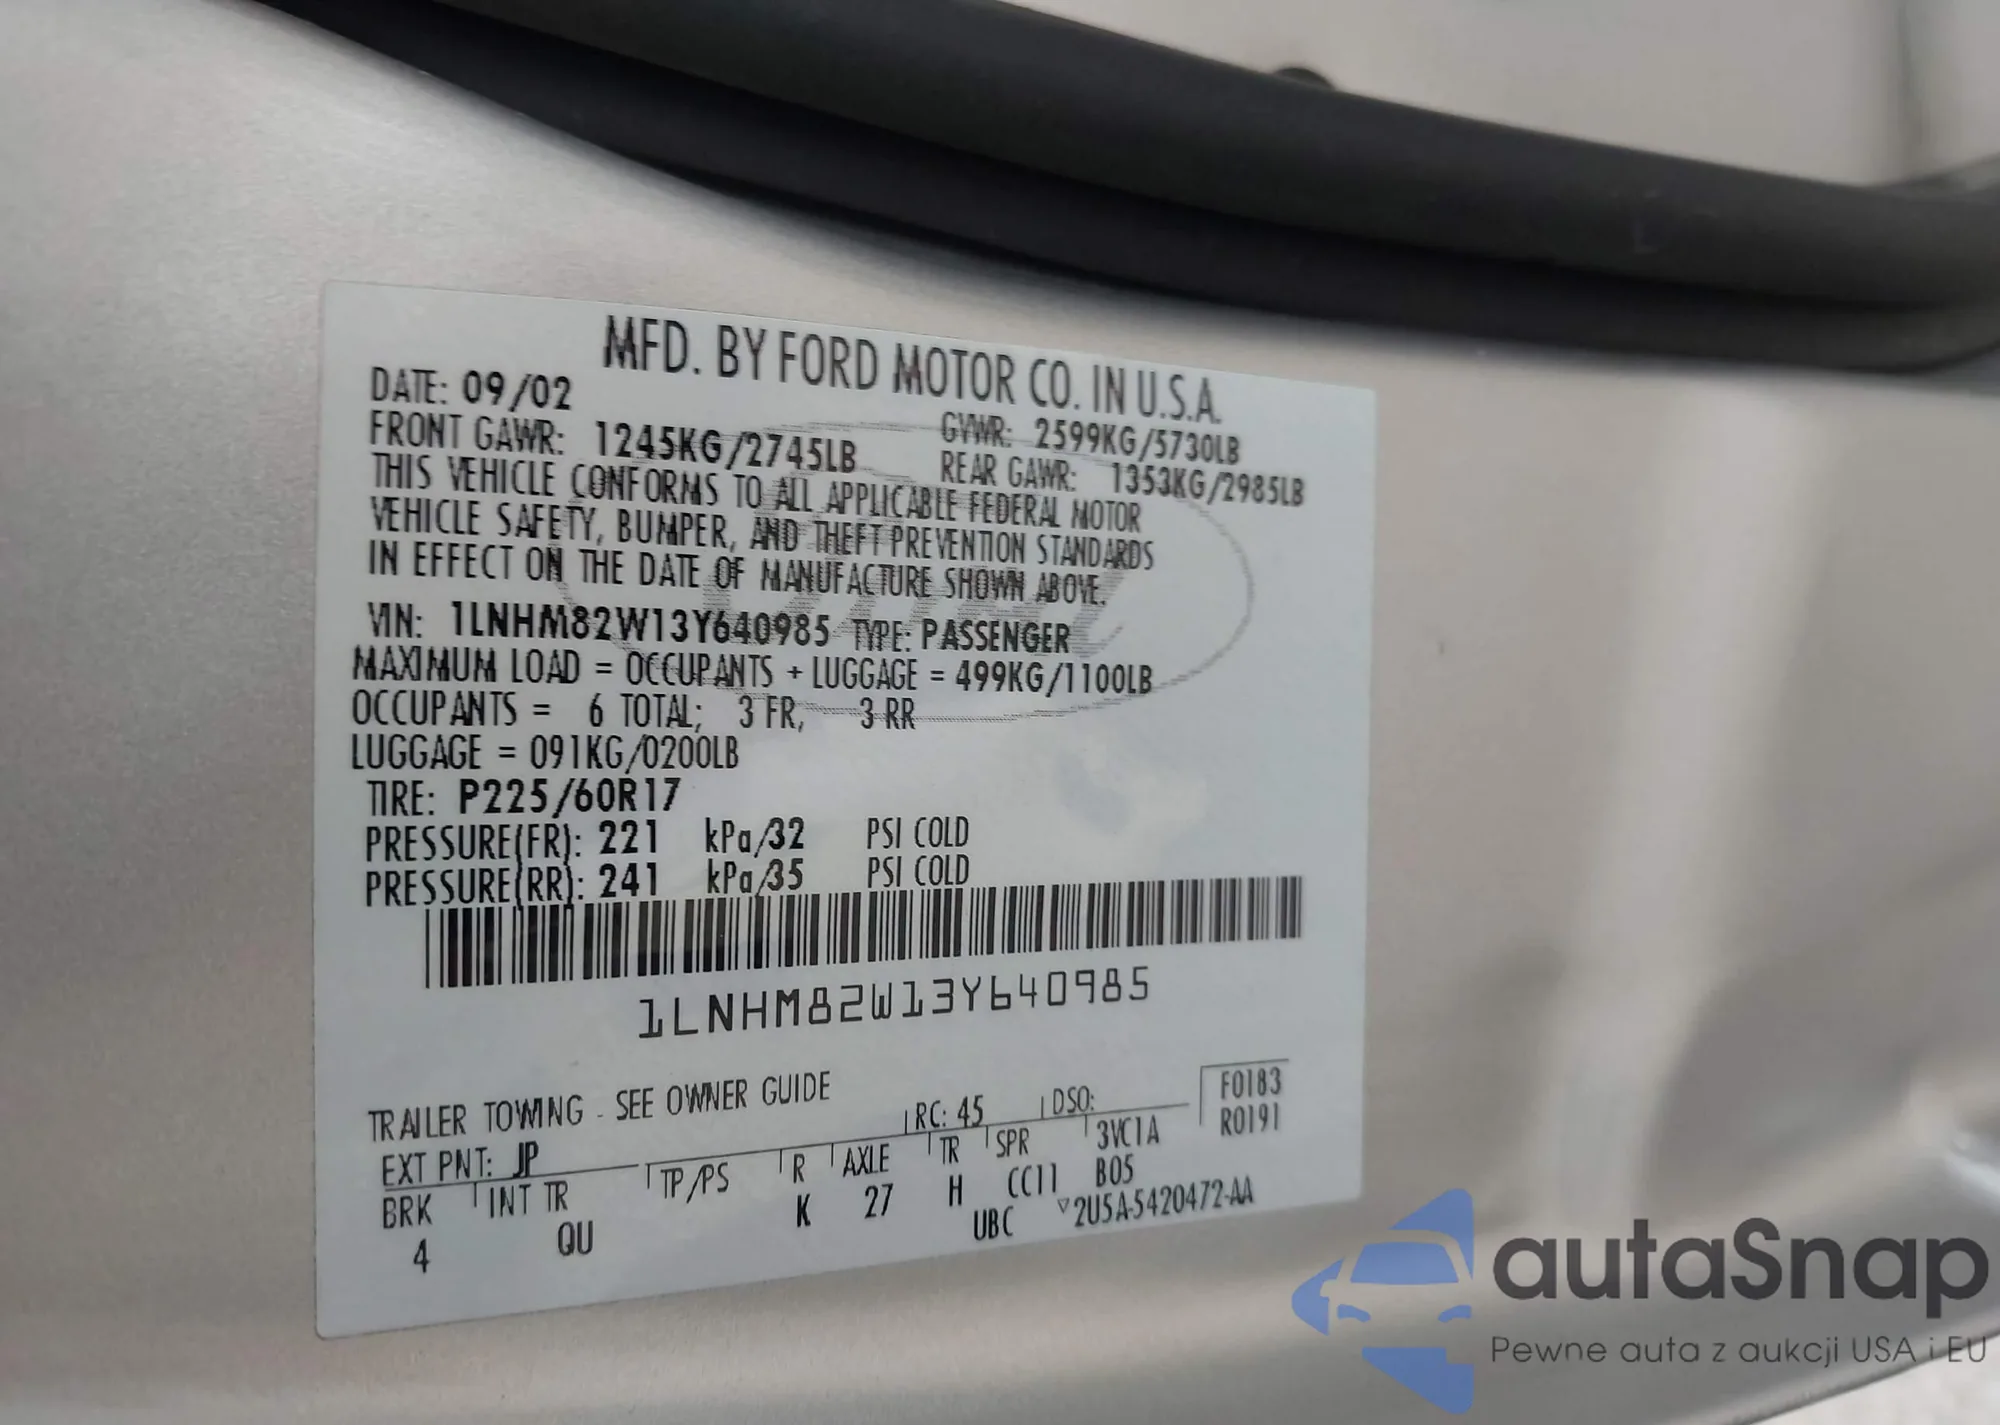 MFD. BY FORD MOTOR CO. IN U.S.A.
DATE: 09/02
GVWR: 2599KG/5730LB
FRONT GAWR: 1245KG/2745LB
REAR GAWR: 1353KG/2985LB
THIS VEHICLE CONFORMS TO ALL APPLICABLE FEDERAL MOTOR
VEHICLE SAFETY, BUMPER, AND THEFT PREVENTION STANDARDS
IN EFFECT ON THE DATE OF MANUFACTURE SHOWN ABOVE.
VIN: 1LNHM82W13Y640985 TYPE: PASSENGER
MAXIMUM LOAD = OCCUPANTS + LUGGAGE = 499KG/1100LB
OCCUPANTS = 6 TOTAL; 3 FR, 3 RR
LUGGAGE = 091KG/0200LB
TIRE: P225/60R17
PRESSURE(FR): 221 kPa/32 PSI COLD
PRESSURE(RR): 241 kPa/35 PSI COLD
1LNHM82W13Y640985
TRAILER TOWING - SEE OWNER GUIDE
RC: 45 DSO: F0183
R0191
EXT PNT: JP
BRK INT TR TP/PS R AXLE TR SPR 3VC1A
4 QU K 27 H CC11 B05
UBC ▽2U5A-5420472-AA
autaSnap
Pewne auta z aukcji USA i EU